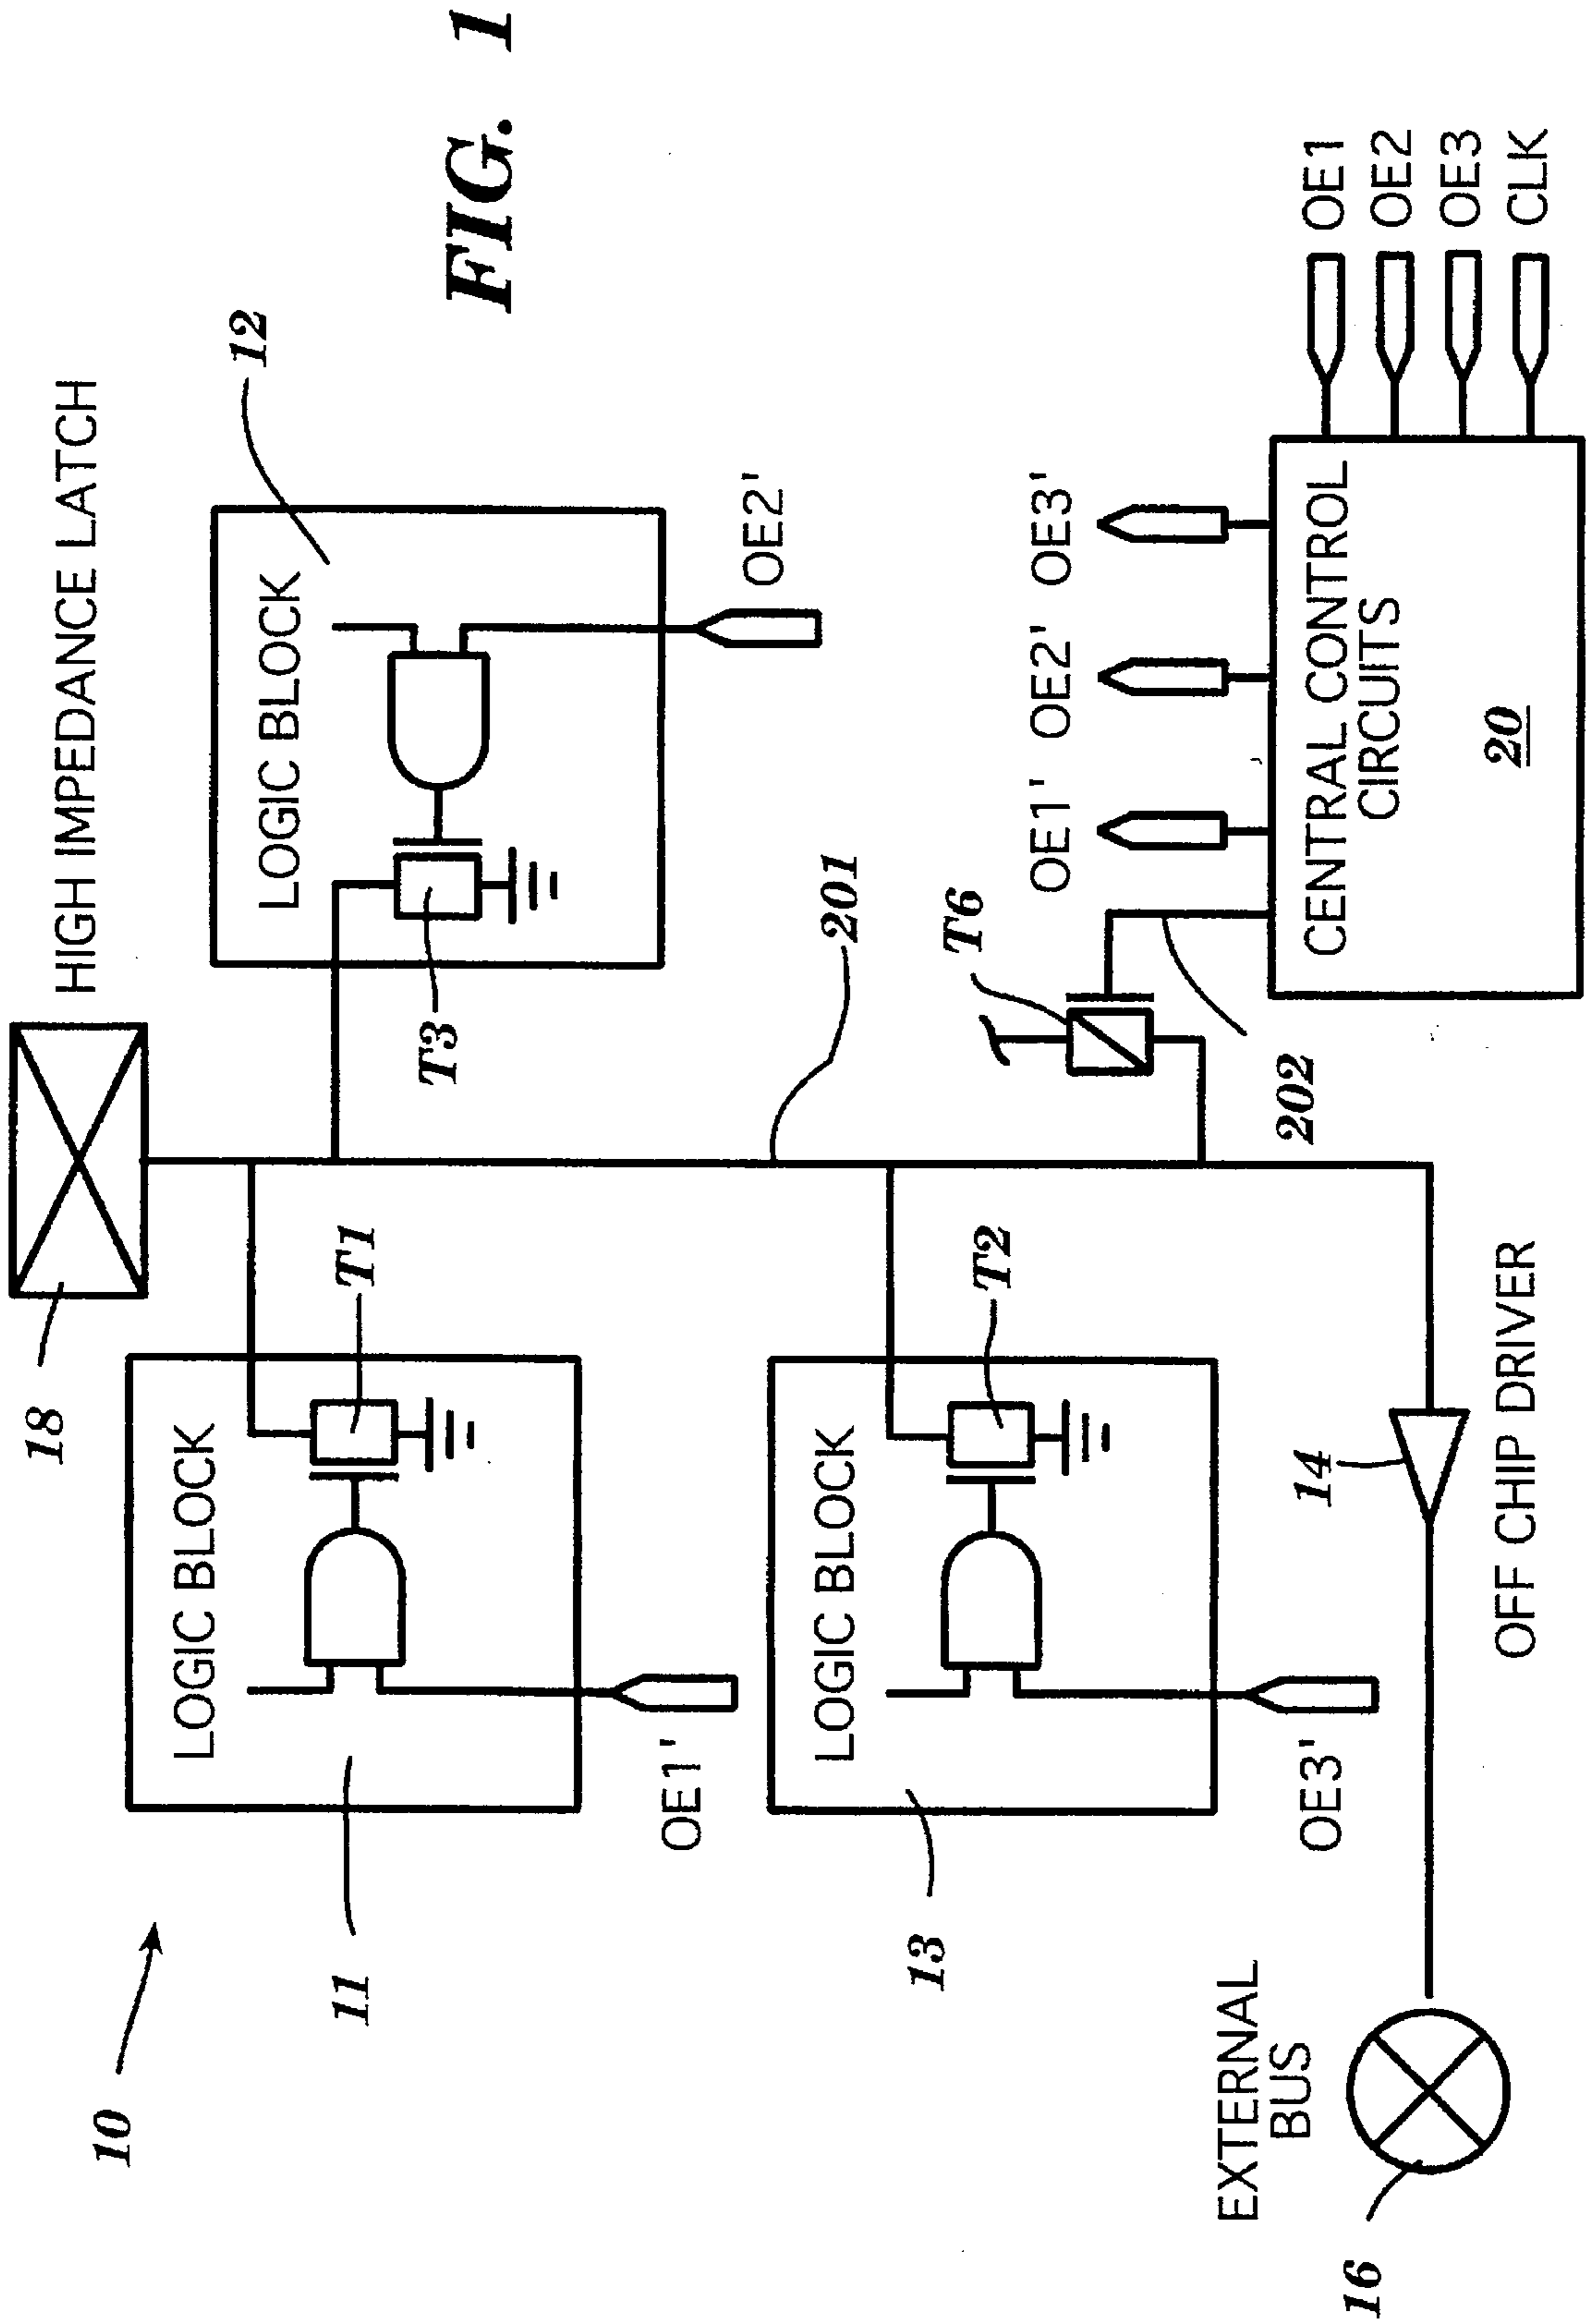 10
18
HIGH IMPEDANCE LATCH
11
LOGIC BLOCK
T1
OE1'
LOGIC BLOCK
12
T3
OE2'
FIG. 1
13
LOGIC BLOCK
T2
OE3'
201
T6
202
OE1' OE2' OE3'
CENTRAL CONTROL
CIRCUITS
20
OE1
OE2
OE3
CLK
EXTERNAL
BUS
16
14
OFF CHIP DRIVER